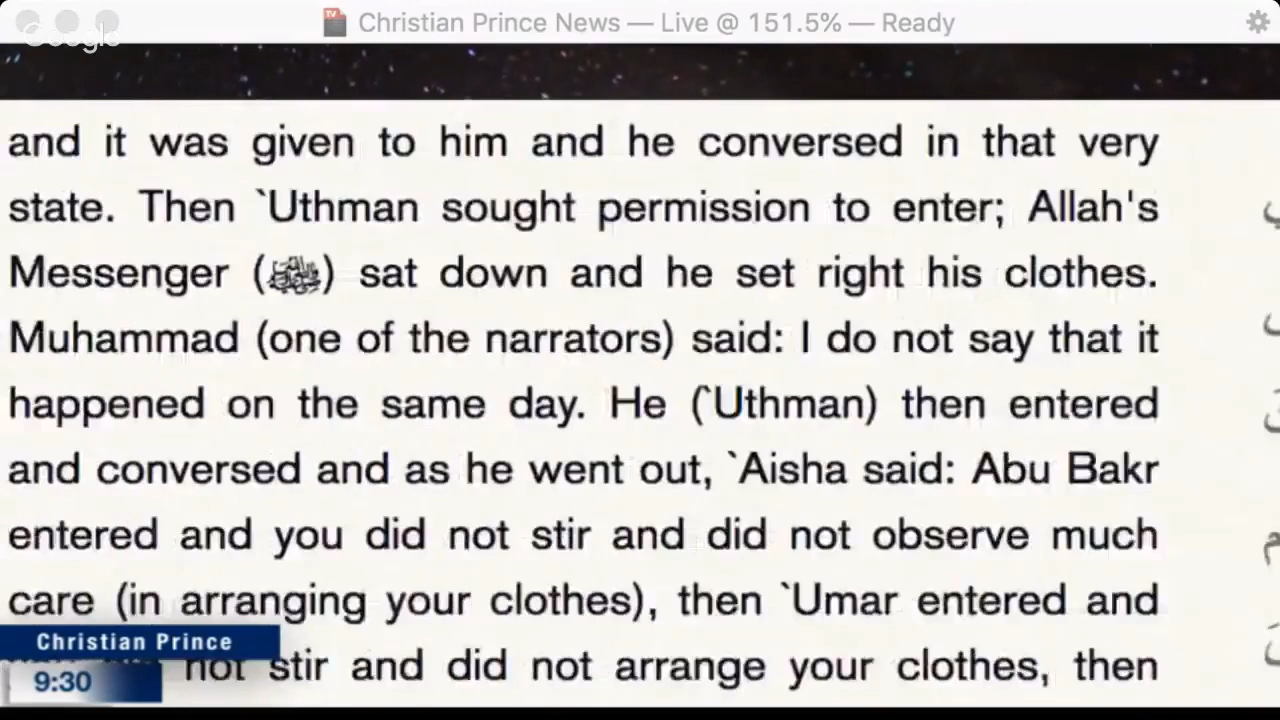 Christian Prince News — Live @ 151.5% — Ready
Google
and it was given to him and he conversed in that very
state. Then `Uthman sought permission to enter; Allah's
Messenger (ﷺ) sat down and he set right his clothes.
Muhammad (one of the narrators) said: I do not say that it
happened on the same day. He (`Uthman) then entered
and conversed and as he went out, `Aisha said: Abu Bakr
entered and you did not stir and did not observe much
care (in arranging your clothes), then `Umar entered and
not stir and did not arrange your clothes, then
Christian Prince
9:30